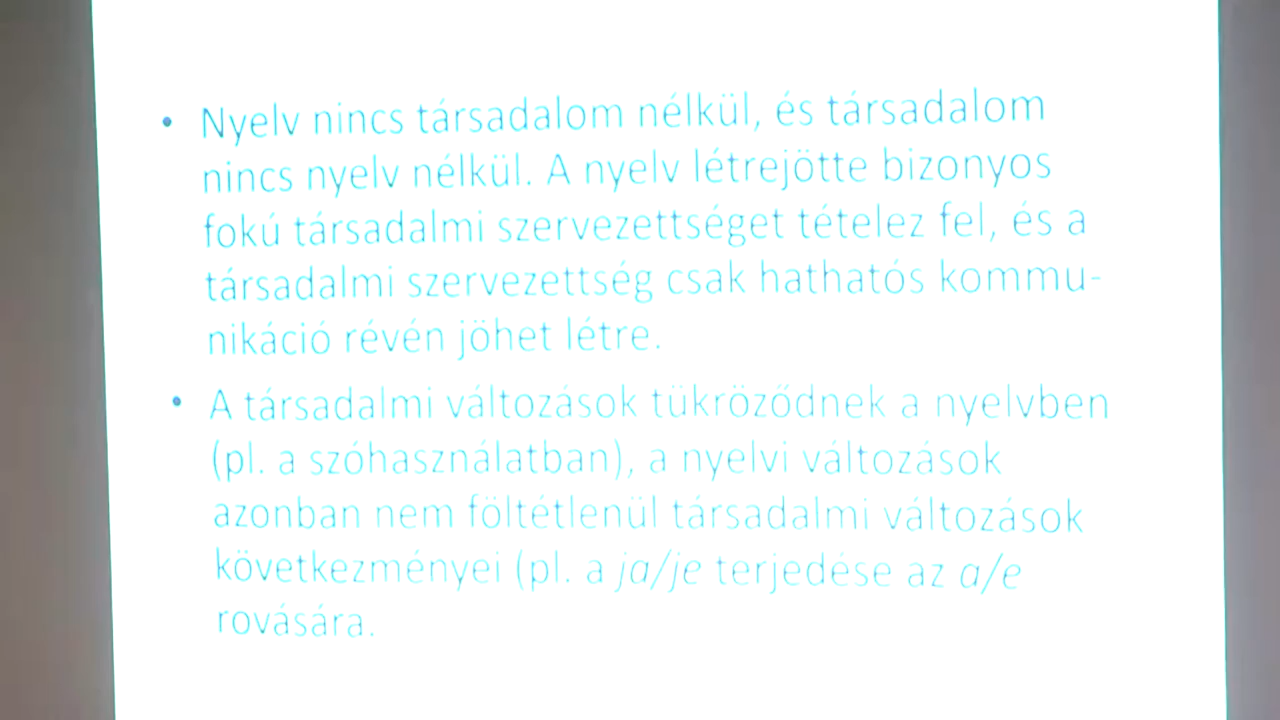 • Nyelv nincs társadalom nélkül, és társadalom
nincs nyelv nélkül. A nyelv létrejötte bizonyos
fokú társadalmi szervezettséget tételez fel, és a
társadalmi szervezettség csak hathatós kommu-
nikáció révén jöhet létre.
• A társadalmi változások tükröződnek a nyelvben
(pl. a szóhasználatban), a nyelvi változások
azonban nem föltétlenül társadalmi változások
következményei (pl. a ja/je terjedése az a/e
rovására.